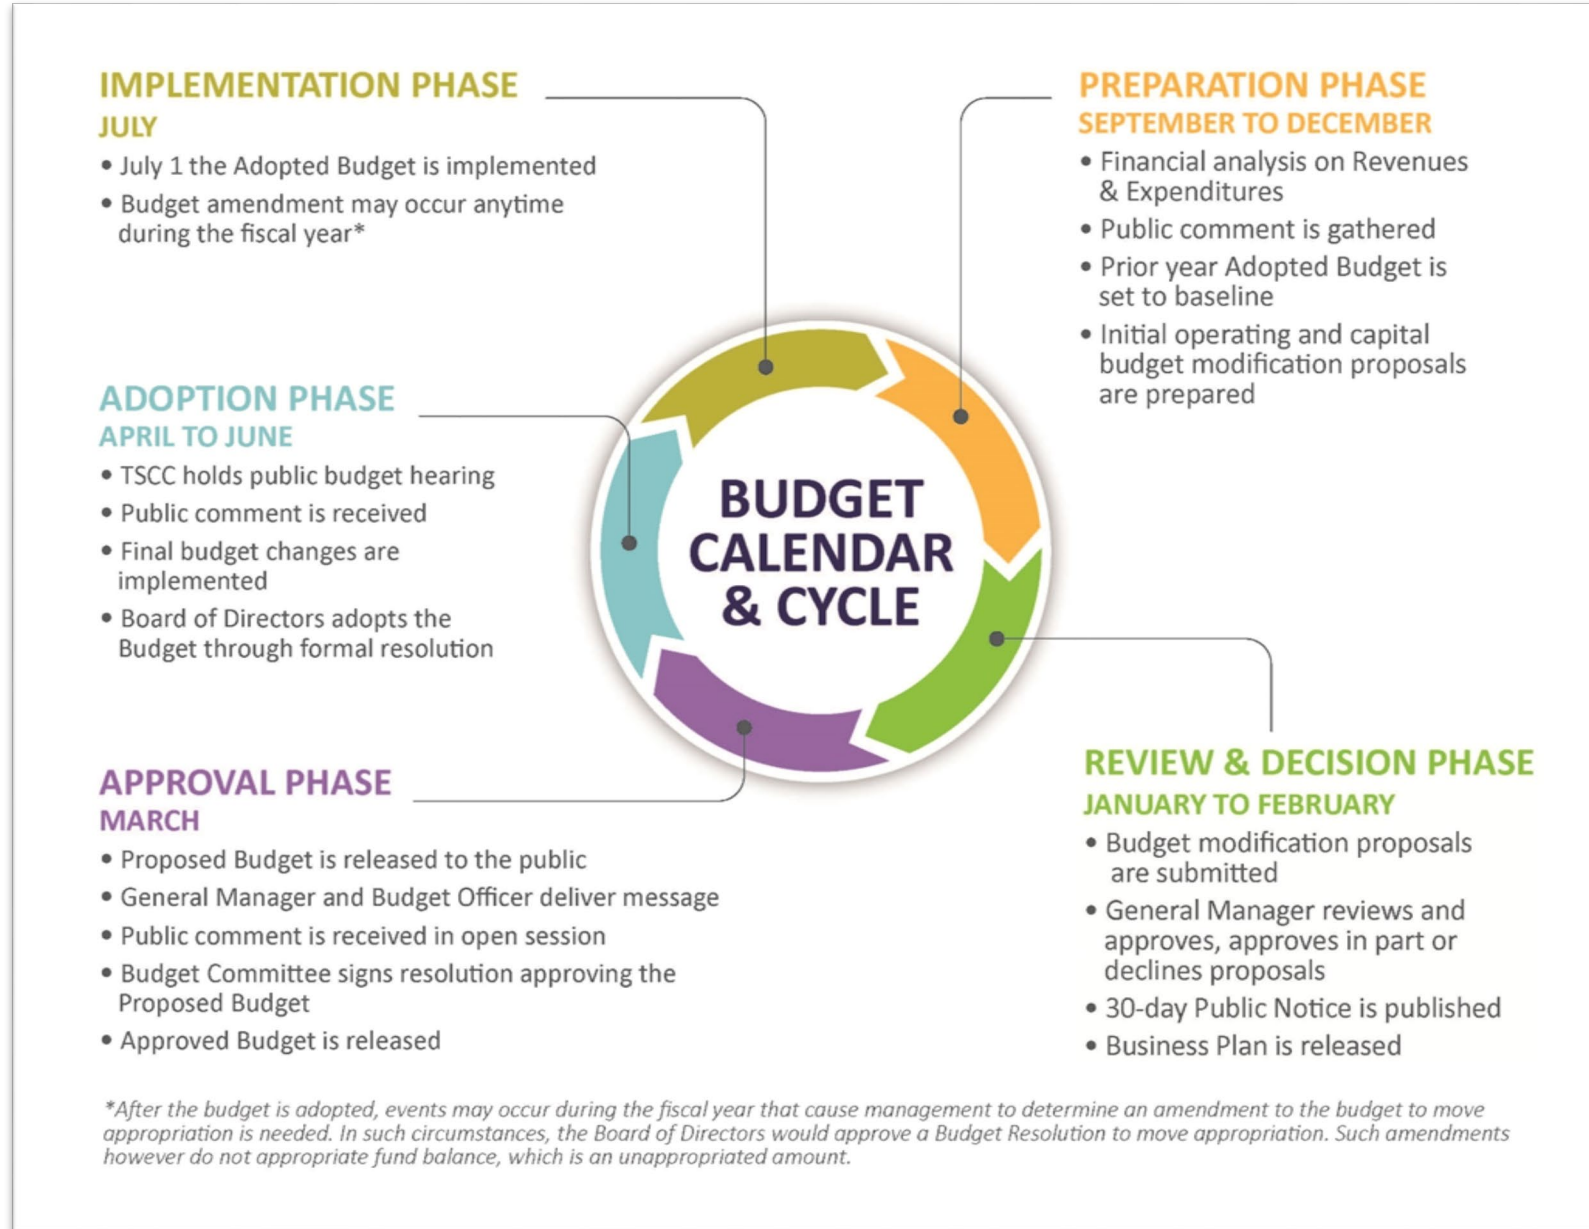 IMPLEMENTATION PHASE
JULY
• July 1 the Adopted Budget is implemented
• Budget amendment may occur anytime
during the fiscal year*
PREPARATION PHASE
SEPTEMBER TO DECEMBER
• Financial analysis on Revenues
& Expenditures
• Public comment is gathered
• Prior year Adopted Budget is
set to baseline
• Initial operating and capital
budget modification proposals
are prepared
ADOPTION PHASE
APRIL TO JUNE
• TSCC holds public budget hearing
• Public comment is received
• Final budget changes are
implemented
• Board of Directors adopts the
Budget through formal resolution
BUDGET
CALENDAR
& CYCLE
APPROVAL PHASE
MARCH
• Proposed Budget is released to the public
• General Manager and Budget Officer deliver message
• Public comment is received in open session
• Budget Committee signs resolution approving the
Proposed Budget
• Approved Budget is released
REVIEW & DECISION PHASE
JANUARY TO FEBRUARY
• Budget modification proposals
are submitted
• General Manager reviews and
approves, approves in part or
declines proposals
• 30-day Public Notice is published
• Business Plan is released
*After the budget is adopted, events may occur during the fiscal year that cause management to determine an amendment to the budget to move
appropriation is needed. In such circumstances, the Board of Directors would approve a Budget Resolution to move appropriation. Such amendments
however do not appropriate fund balance, which is an unappropriated amount.